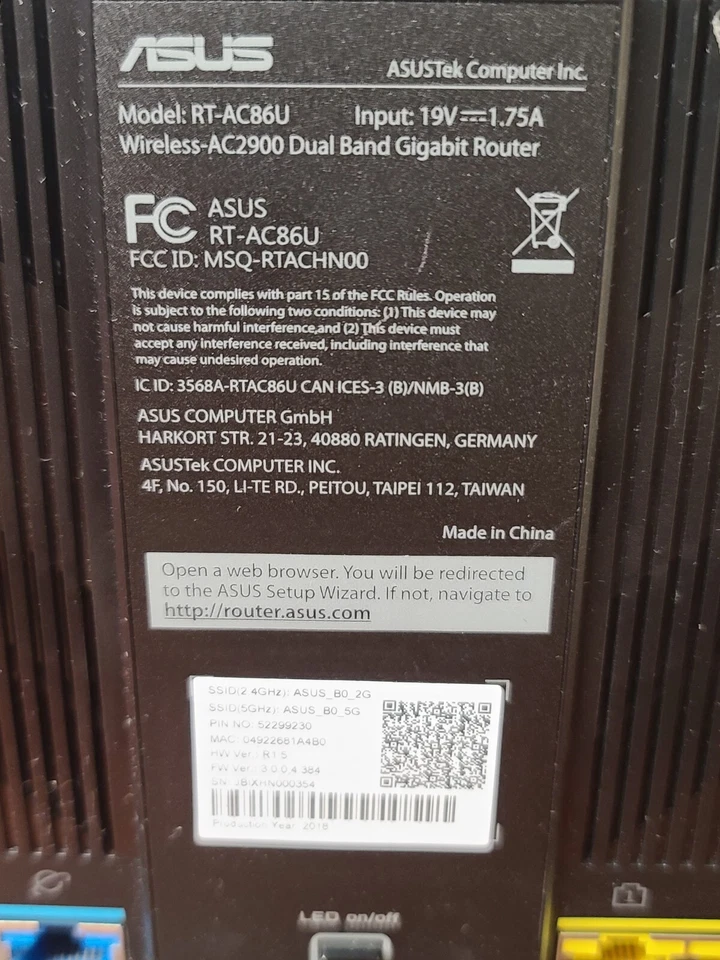 ASUS
ASUSTek Computer Inc.
Model: RT-AC86U Input: 19V⎓1.75A
Wireless-AC2900 Dual Band Gigabit Router
FC ASUS
RT-AC86U
FCC ID: MSQ-RTACHN00
This device complies with part 15 of the FCC Rules. Operation
is subject to the following two conditions: (1) This device may
not cause harmful interference,and (2) This device must
accept any interference received, including interference that
may cause undesired operation.
IC ID: 3568A-RTAC86U CAN ICES-3 (B)/NMB-3(B)
ASUS COMPUTER GmbH
HARKORT STR. 21-23, 40880 RATINGEN, GERMANY
ASUSTek COMPUTER INC.
4F, No. 150, LI-TE RD., PEITOU, TAIPEI 112, TAIWAN
Made in China
Open a web browser. You will be redirected
to the ASUS Setup Wizard. If not, navigate to
http://router.asus.com
SSID(2.4GHz): ASUS_B0_2G
SSID(5GHz): ASUS_B0_5G
PIN NO: 52299230
MAC:
HW Ver.: R1.5
FW Ver.: 3.0.0.4.384
SN:
Production Year: 2018
LED on/off
1